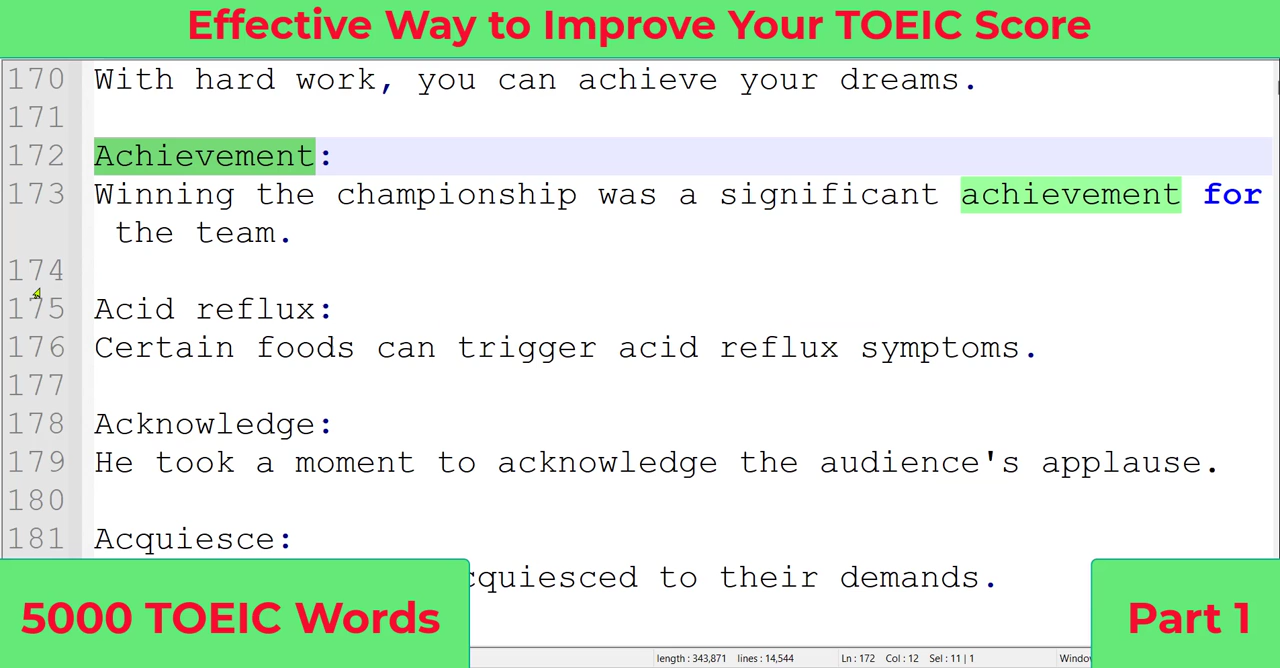 Effective Way to Improve Your TOEIC Score
170 With hard work, you can achieve your dreams.
171
172 Achievement:
173 Winning the championship was a significant achievement for
the team.
174
175 Acid reflux:
176 Certain foods can trigger acid reflux symptoms.
177
178 Acknowledge:
179 He took a moment to acknowledge the audience's applause.
180
181 Acquiesce:
cquiesced to their demands.
5000 TOEIC Words
Part 1
length : 343,871 lines : 14,544 Ln : 172 Col : 12 Sel : 11 | 1 Window